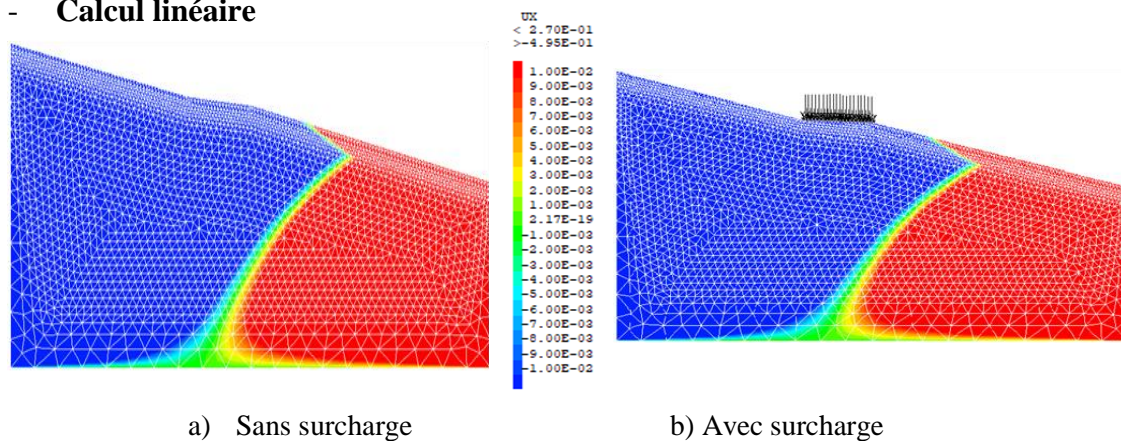 - Calcul linéaire
UX
< 2.70E-01
>-4.95E-01
1.00E-02
9.00E-03
8.00E-03
7.00E-03
6.00E-03
5.00E-03
4.00E-03
3.00E-03
2.00E-03
1.00E-03
2.17E-19
-1.00E-03
-2.00E-03
-3.00E-03
-4.00E-03
-5.00E-03
-6.00E-03
-7.00E-03
-8.00E-03
-9.00E-03
-1.00E-02
a) Sans surcharge
b) Avec surcharge